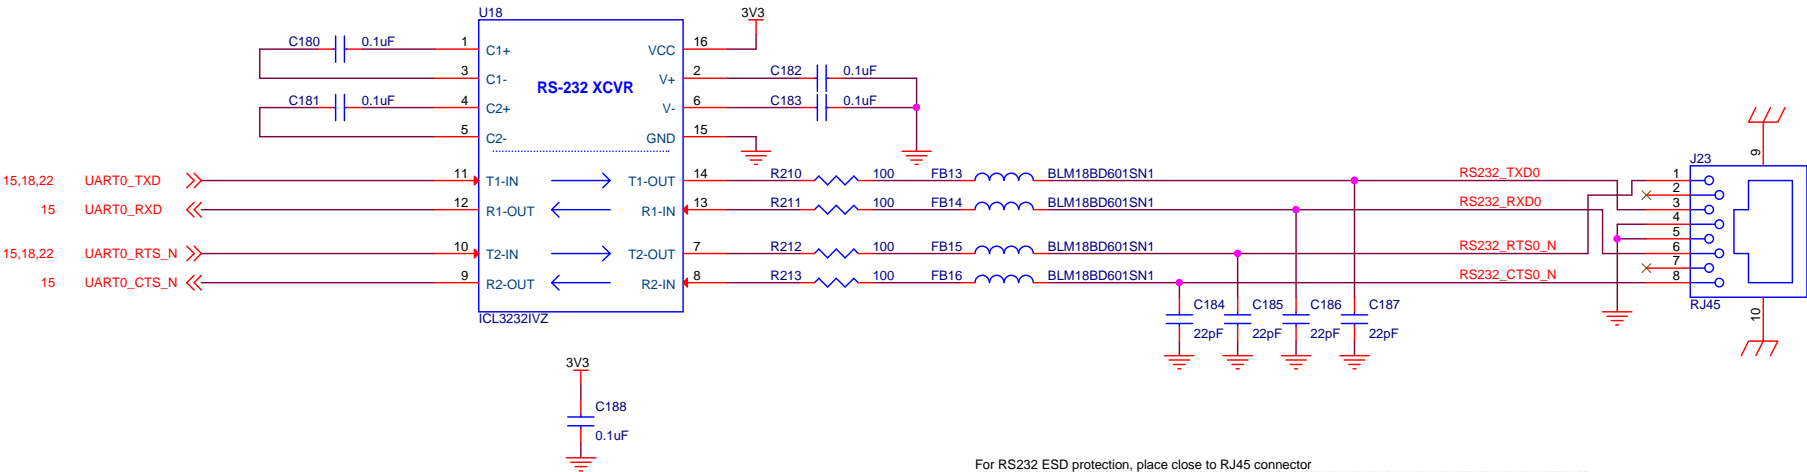 U18
3V3
C180 0.1uF 1 C1+ VCC 16
3 C1- V+ 2 C182 0.1uF
RS-232 XCVR
C181 0.1uF 4 C2+ V- 6 C183 0.1uF
5 C2- GND 15
9
J23
15,18,22 UART0_TXD 11 T1-IN T1-OUT 14 R210 100 FB13 BLM18BD601SN1 RS232_TXD0 1
2
15 UART0_RXD 12 R1-OUT R1-IN 13 R211 100 FB14 BLM18BD601SN1 RS232_RXD0 3
4
5
15,18,22 UART0_RTS_N 10 T2-IN T2-OUT 7 R212 100 FB15 BLM18BD601SN1 RS232_RTS0_N 6
7
15 UART0_CTS_N 9 R2-OUT R2-IN 8 R213 100 FB16 BLM18BD601SN1 RS232_CTS0_N 8
C184 C185 C186 C187 RJ45
ICL3232IVZ 10
22pF 22pF 22pF 22pF
3V3
C188
0.1uF
For RS232 ESD protection, place close to RJ45 connector